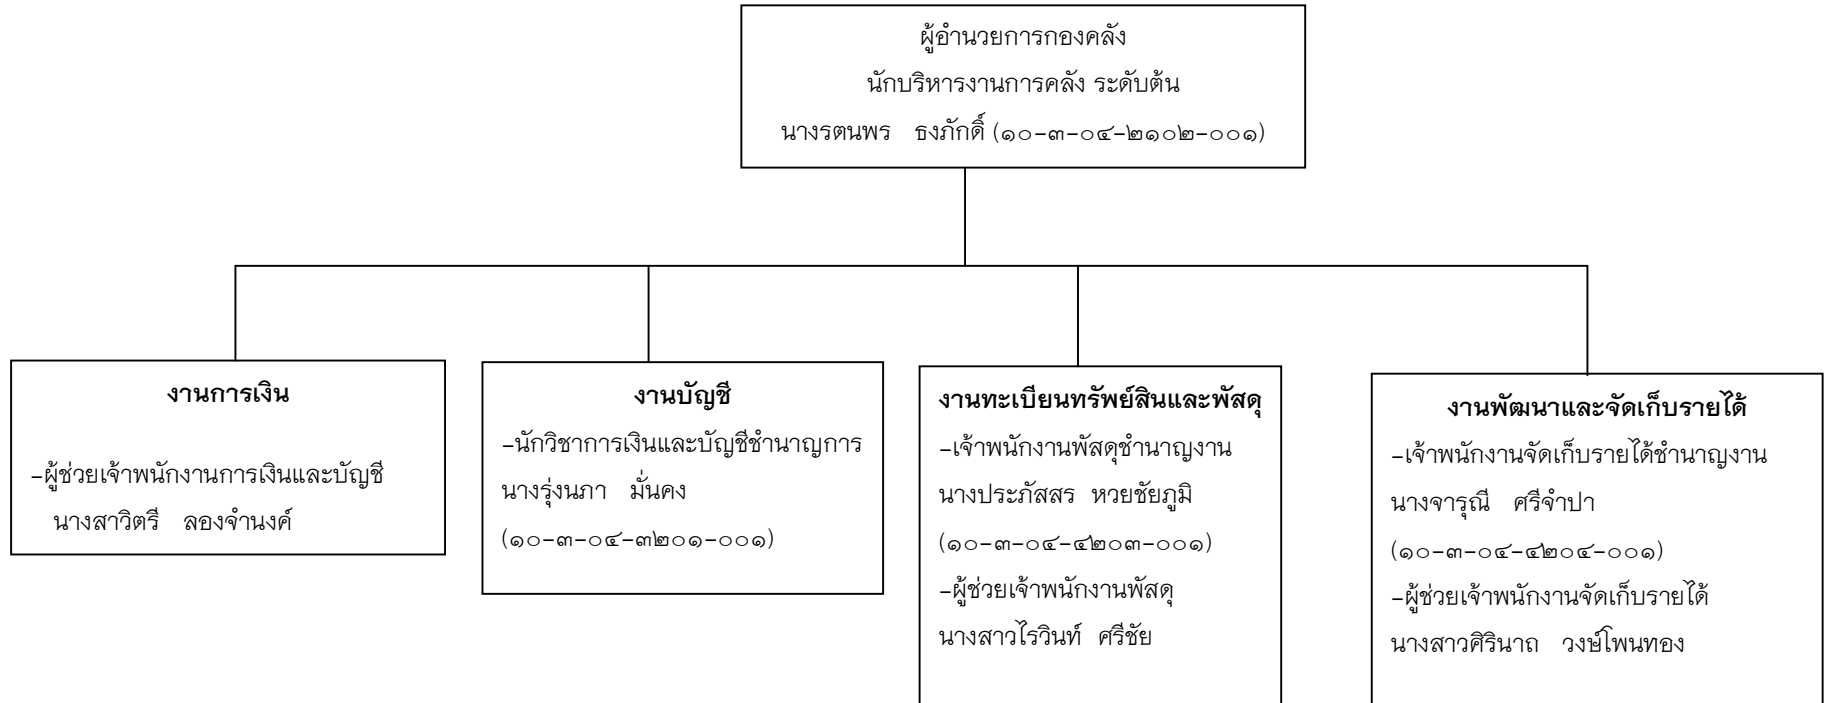 ผู้อำนวยการกองคลัง
นักบริหารงานการคลัง ระดับต้น
นางรตนพร ธงภักดิ์ (๑๐-๓-๐๔-๒๑๐๒-๐๐๑)
งานการเงิน
-ผู้ช่วยเจ้าพนักงานการเงินและบัญชี
นางสาวิตรี ลองจำนงค์
งานบัญชี
-นักวิชาการเงินและบัญชีชำนาญการ
นางรุ่งนภา มั่นคง
(๑๐-๓-๐๔-๓๒๐๑-๐๐๑)
งานทะเบียนทรัพย์สินและพัสดุ
-เจ้าพนักงานพัสดุชำนาญงาน
นางประภัสสร หวยชัยภูมิ
(๑๐-๓-๐๔-๔๒๐๓-๐๐๑)
-ผู้ช่วยเจ้าพนักงานพัสดุ
นางสาวไรวินท์ ศรีชัย
งานพัฒนาและจัดเก็บรายได้
-เจ้าพนักงานจัดเก็บรายได้ชำนาญงาน
นางจารุณี ศรีจำปา
(๑๐-๓-๐๔-๔๒๐๔-๐๐๑)
-ผู้ช่วยเจ้าพนักงานจัดเก็บรายได้
นางสาวศิรินาถ วงษ์โพนทอง